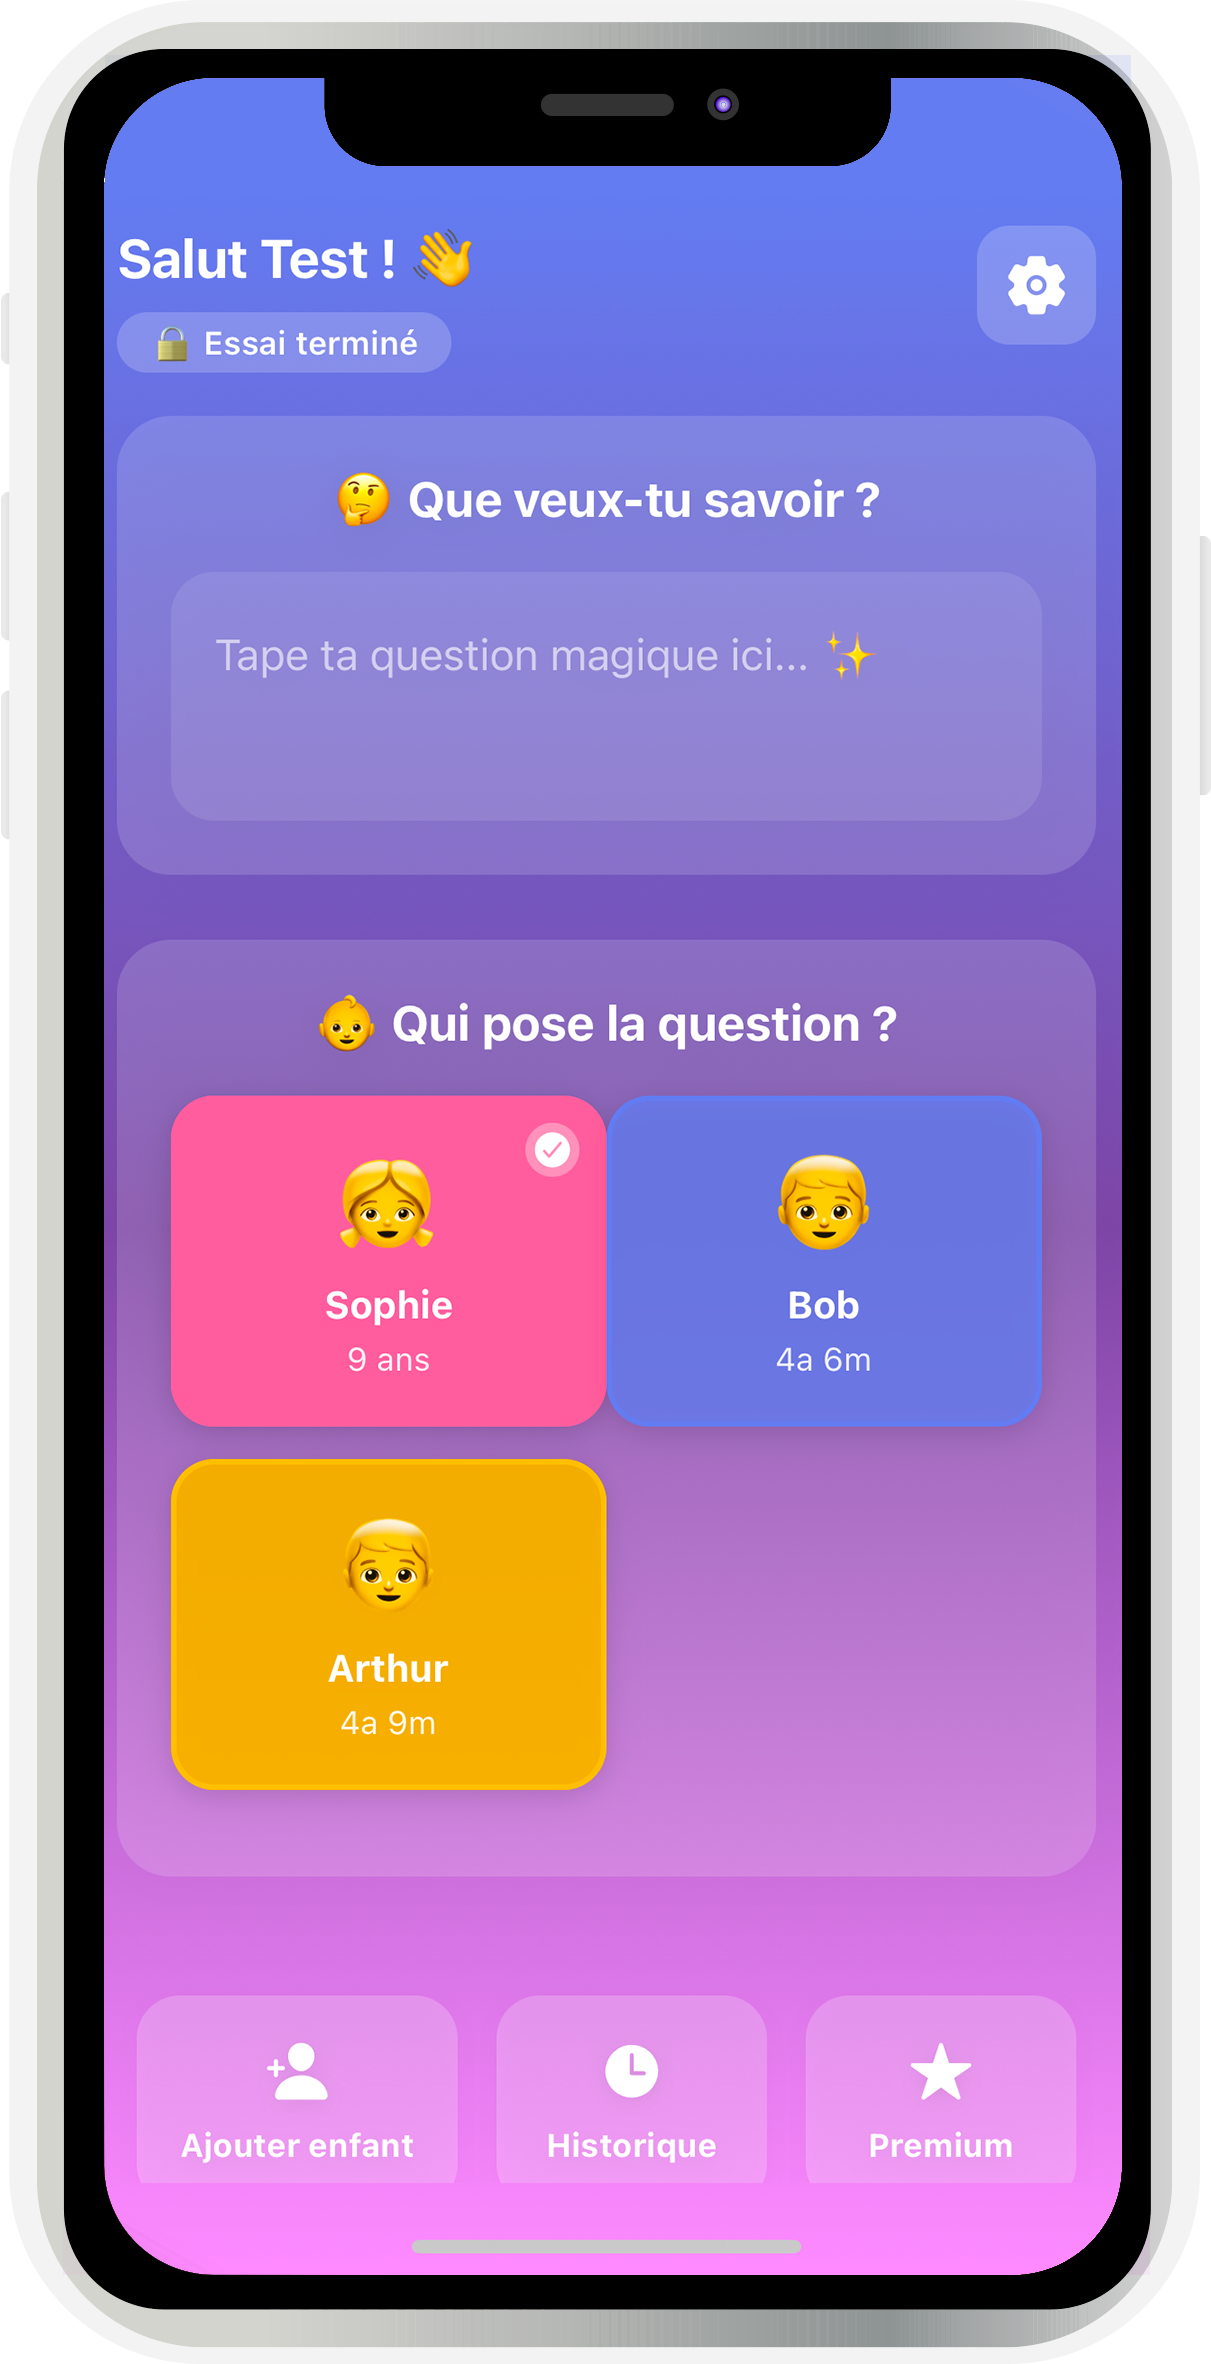 Salut Test ! 👋
🔒 Essai terminé
🤔 Que veux-tu savoir ?
Tape ta question magique ici... ✨
👶 Qui pose la question ?
Sophie
9 ans
Bob
4a 6m
Arthur
4a 9m
Ajouter enfant
Historique
Premium